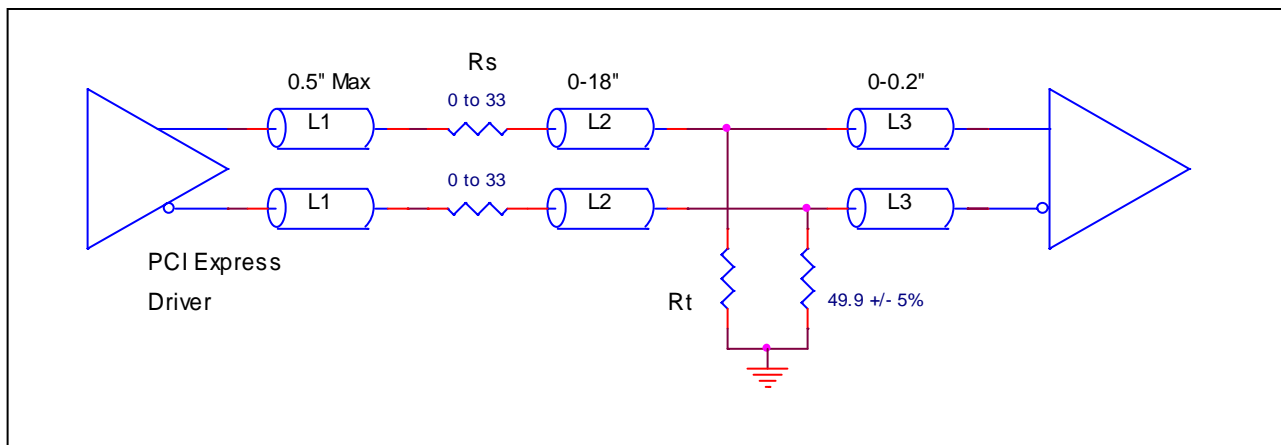 Rs
0.5" Max
0-18"
0-0.2"
0 to 33
L1
L2
L3
0 to 33
L1
L2
L3
PCI Express
Driver
Rt
49.9 +/- 5%